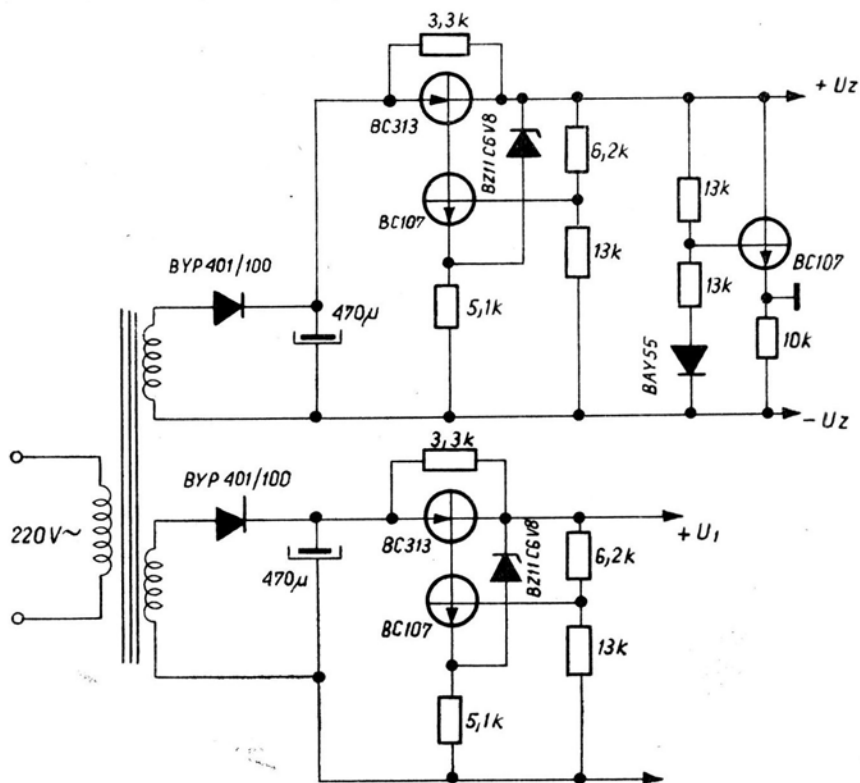 3,3k
+ Uz
BC313
BZ11 C6V8
6,2k
13k
BC107
13k
BC107
BYP 401/100
13k
470μ
5,1k
10k
BAY55
- Uz
3,3k
BYP 401/100
+ U1
220V~
BC313
BZ11 C6V8
6,2k
470μ
BC107
13k
5,1k